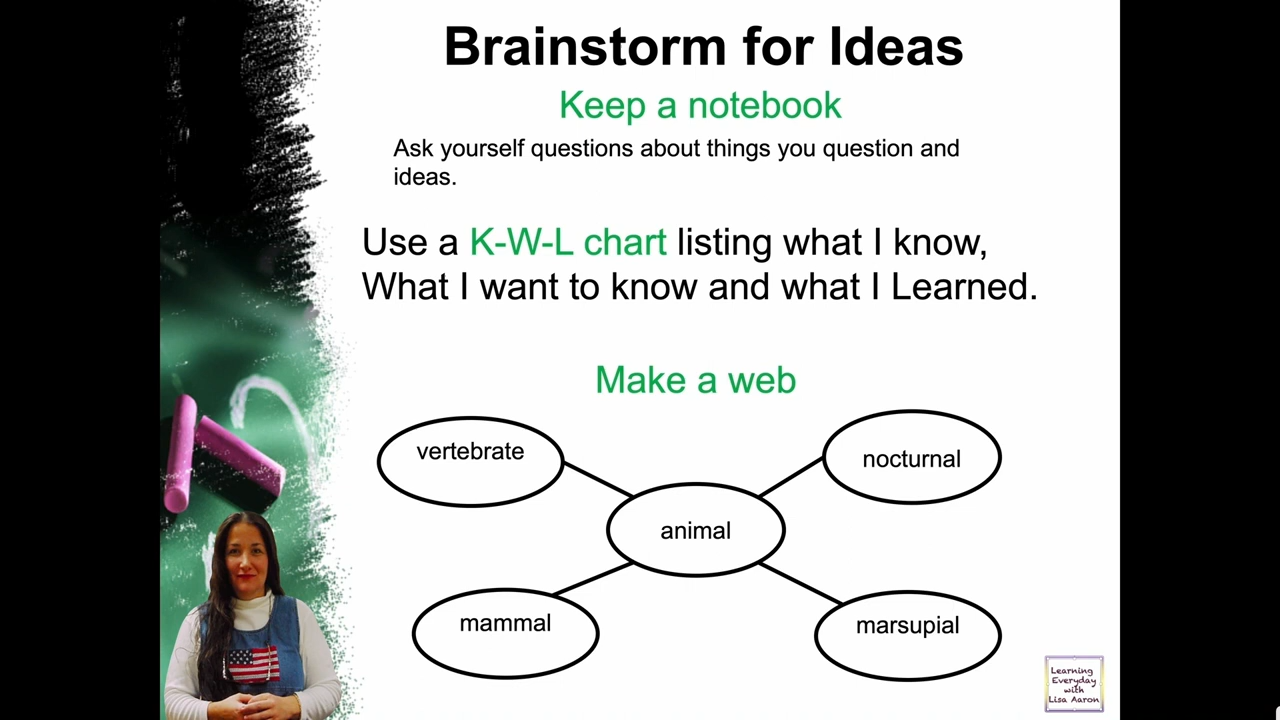 Brainstorm for Ideas
Keep a notebook
Ask yourself questions about things you question and
ideas.
Use a K-W-L chart listing what I know,
What I want to know and what I Learned.
Make a web
vertebrate
nocturnal
animal
mammal
marsupial
Learning
Everyday
with
Lisa Aaron